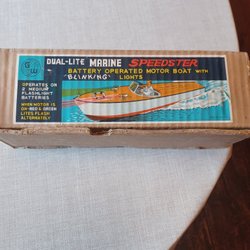 DUAL-LITE MARINE SPEEDSTER
BATTERY OPERATED MOTOR BOAT WITH
"BLINKING" LIGHTS
OPERATES ON
2 MEDIUM
FLASHLIGHT
BATTERIES
WHEN MOTOR IS
ON-RED & GREEN
LITES FLASH
ALTERNATELY